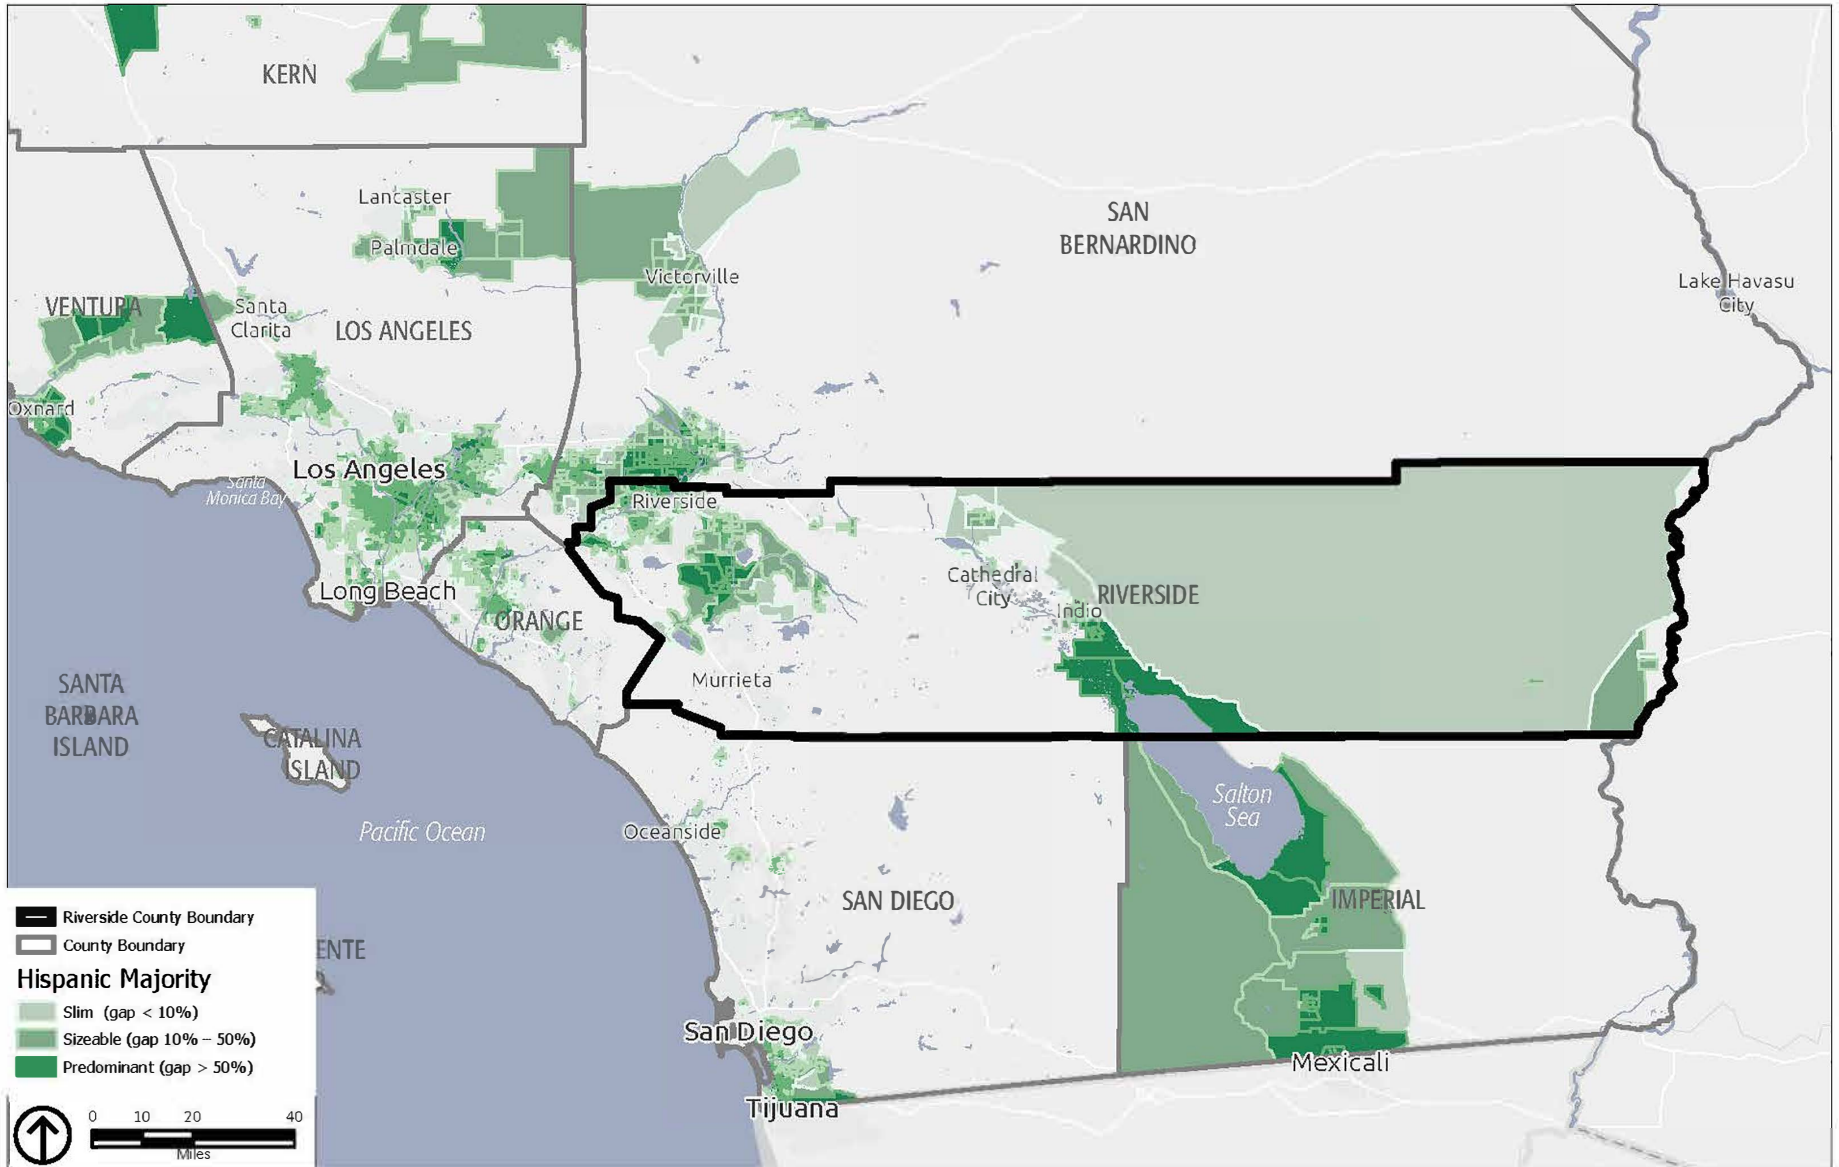 KERN
Lancaster
Palmdale
SAN
BERNARDINO
Victorville
Lake Havasu
City
VENTURA
Santa
Clarita
LOS ANGELES
Oxnard
Los Angeles
Santa
Monica Bay
Riverside
Long Beach
Cathedral
City
RIVERSIDE
Indio
ORANGE
Murrieta
SANTA
BARBARA
ISLAND
CATALINA
ISLAND
Salton
Sea
Pacific Ocean
Oceanside
SAN DIEGO
IMPERIAL
Riverside County Boundary
County Boundary
ENTE
Hispanic Majority
Slim (gap < 10%)
Sizeable (gap 10% – 50%)
Predominant (gap > 50%)
San Diego
Mexicali
Tijuana
0 10 20 40
Miles